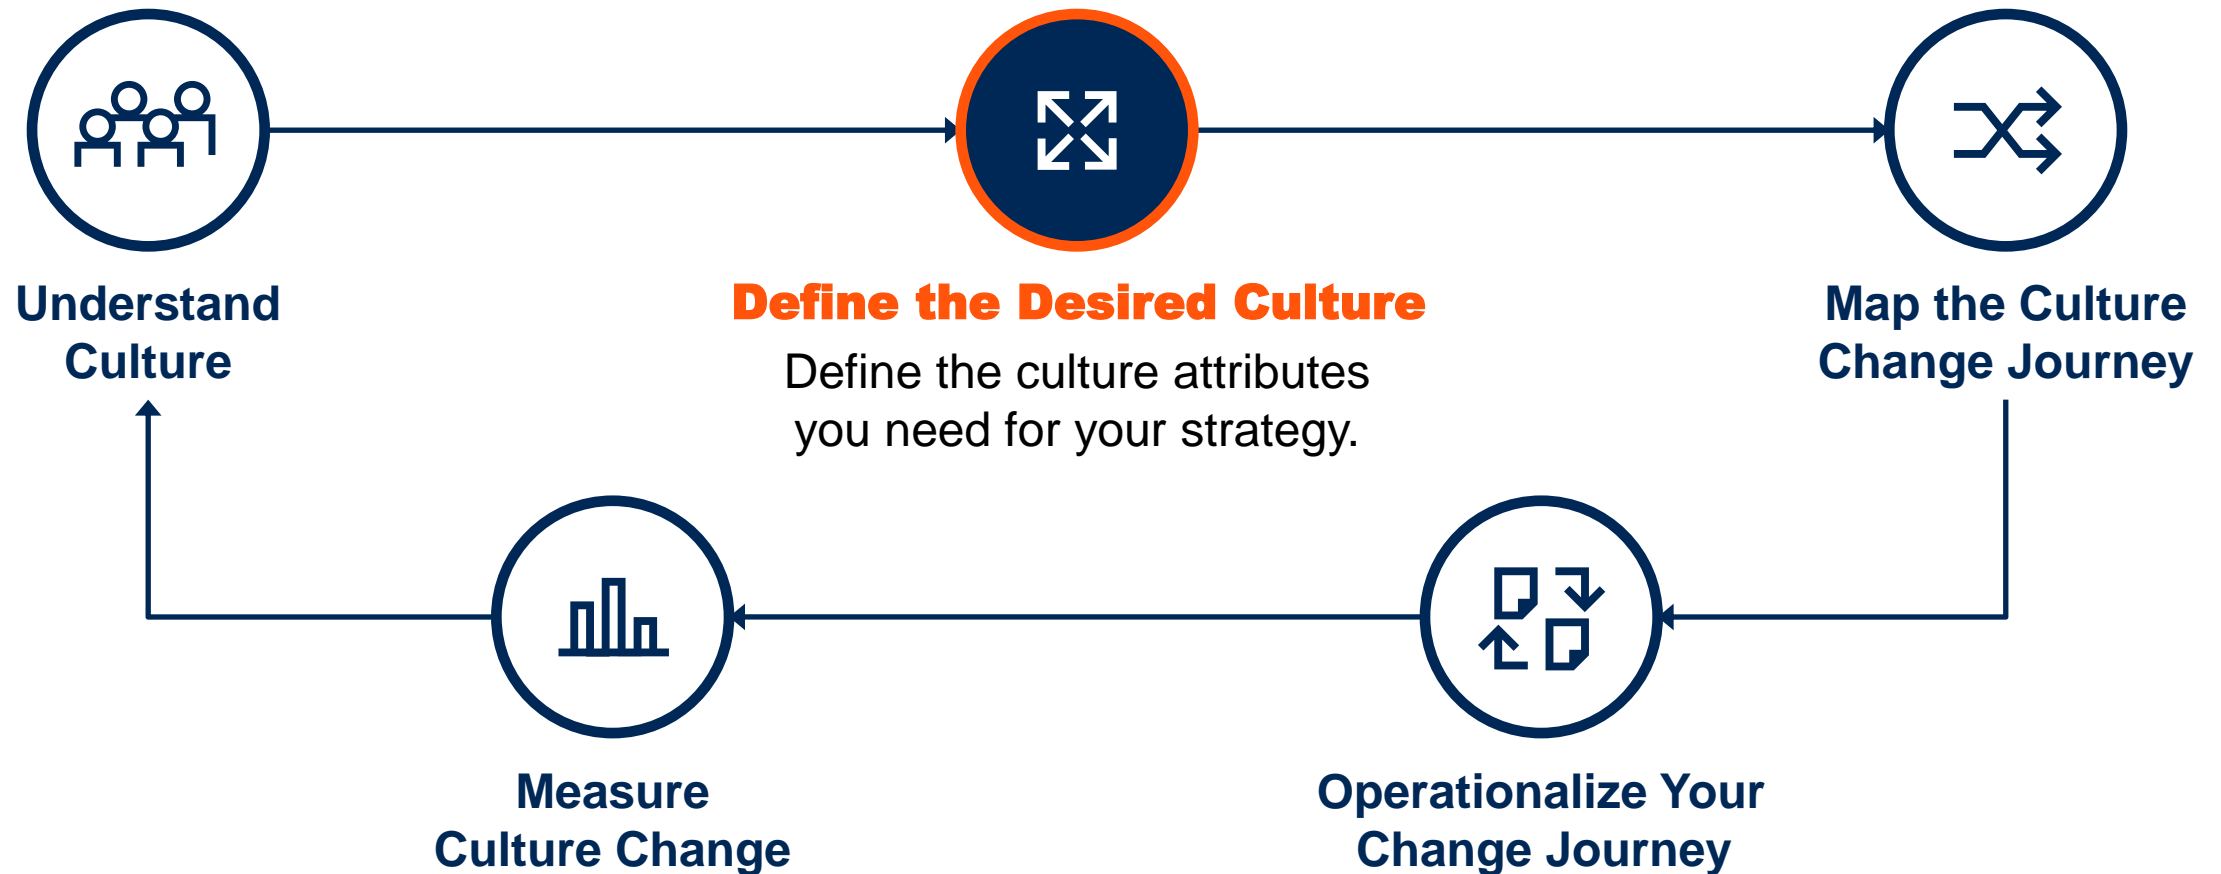 Understand
Culture
Define the Desired Culture
Define the culture attributes
you need for your strategy.
Map the Culture
Change Journey
Measure
Culture Change
Operationalize Your
Change Journey